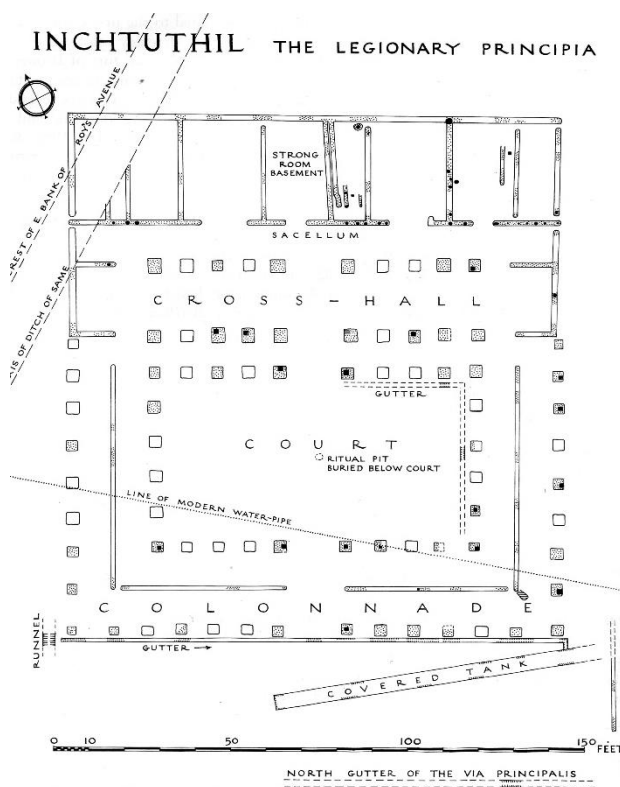 INCHTUTHIL THE LEGIONARY PRINCIPIA
REST OF E. BANK OF ROY'S AVENUE
IS OF DITCH OF SAME
STRONG
ROOM
BASEMENT
SACELLUM
CROSS-HALL
GUTTER
COURT
RITUAL PIT
BURIED BELOW COURT
LINE OF MODERN WATER-PIPE
COLONNADE
RUNNEL
GUTTER →
COVERED TANK
0 10 50 100 150 FEET
NORTH GUTTER OF THE VIA PRINCIPALIS